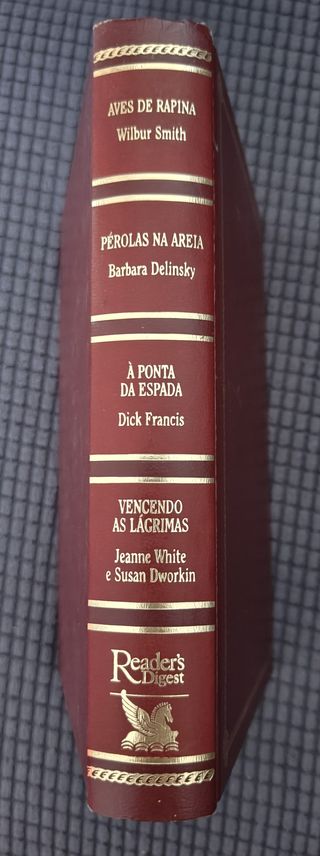 AVES DE RAPINA
Wilbur Smith
PÉROLAS NA AREIA
Barbara Delinsky
À PONTA
DA ESPADA
Dick Francis
VENCENDO
AS LÁGRIMAS
Jeanne White
e Susan Dworkin
Reader's
Digest